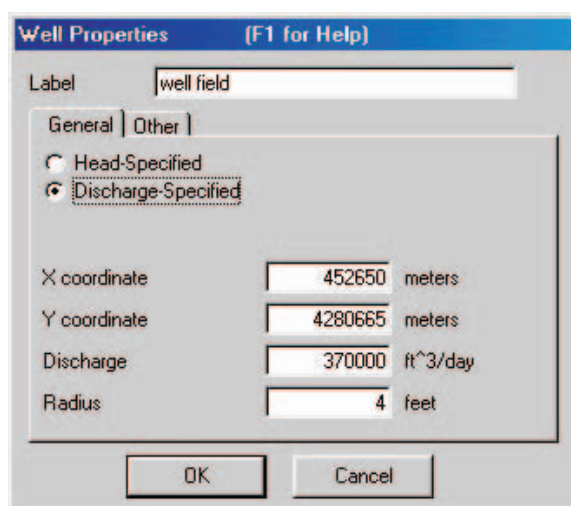 Well Properties (F1 for Help)
Label well field
General Other
Head-Specified
Discharge-Specified
X coordinate 452650 meters
Y coordinate 4280665 meters
Discharge 370000 ft^3/day
Radius 4 feet
OK Cancel